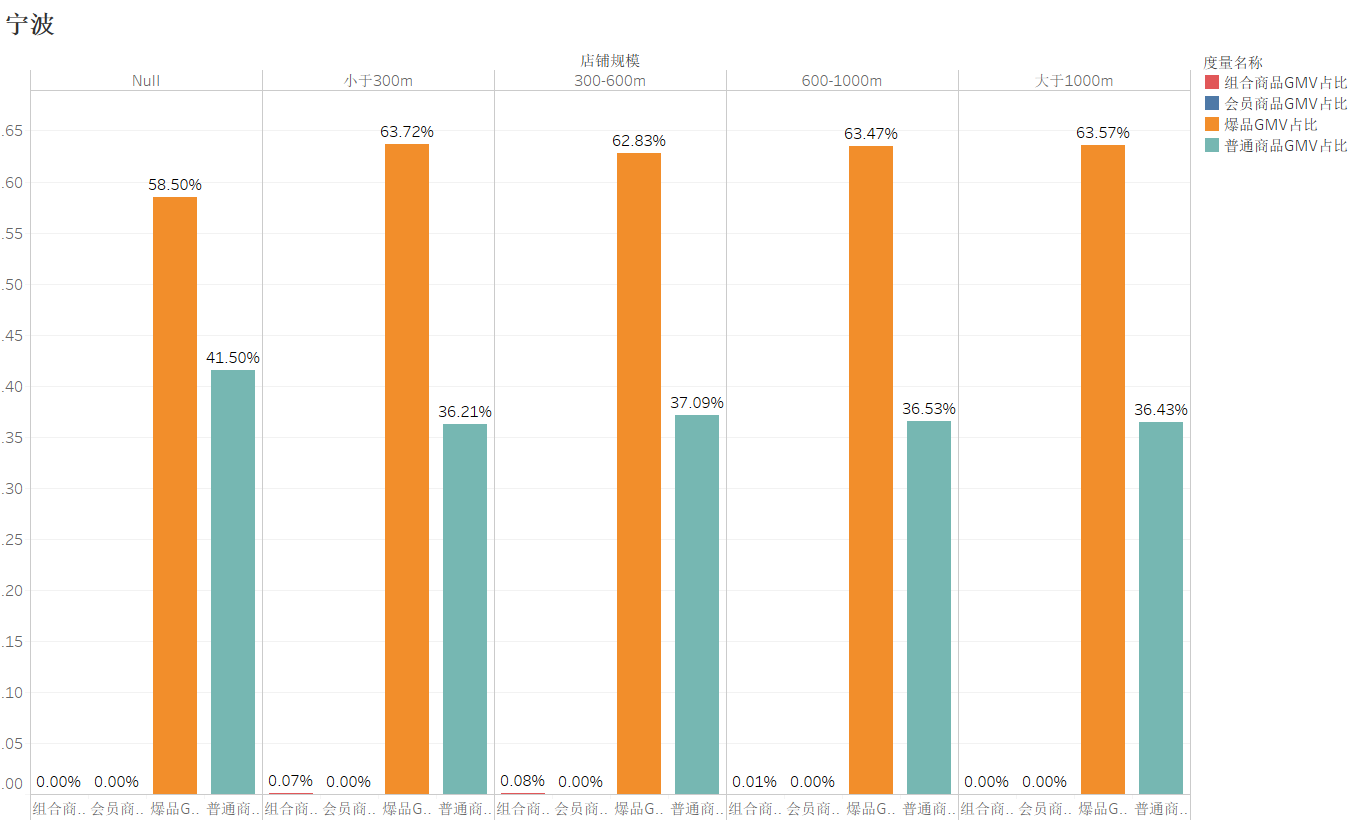 宁波
店铺规模
Null 小于300m 300-600m 600-1000m 大于1000m
度量名称
组合商品GMV占比
会员商品GMV占比
爆品GMV占比
普通商品GMV占比
.65
.60
.55
.50
.45
.40
.35
.30
.25
.20
.15
.10
.05
.00
0.00% 0.00% 58.50% 41.50%
0.07% 0.00% 63.72% 36.21%
0.08% 0.00% 62.83% 37.09%
0.01% 0.00% 63.47% 36.53%
0.00% 0.00% 63.57% 36.43%
组合商.. 会员商.. 爆品G.. 普通商.. 组合商.. 会员商.. 爆品G.. 普通商.. 组合商.. 会员商.. 爆品G.. 普通商.. 组合商.. 会员商.. 爆品G.. 普通商.. 组合商.. 会员商.. 爆品G.. 普通商..